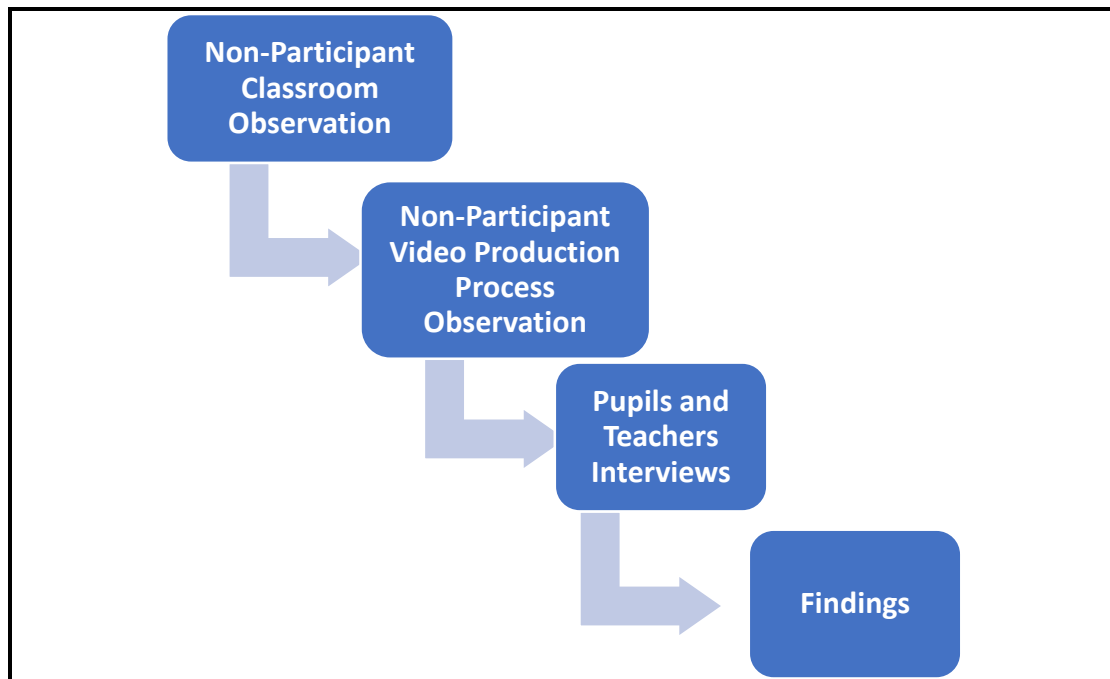 Non-Participant
Classroom
Observation
Non-Participant
Video Production
Process
Observation
Pupils and
Teachers
Interviews
Findings